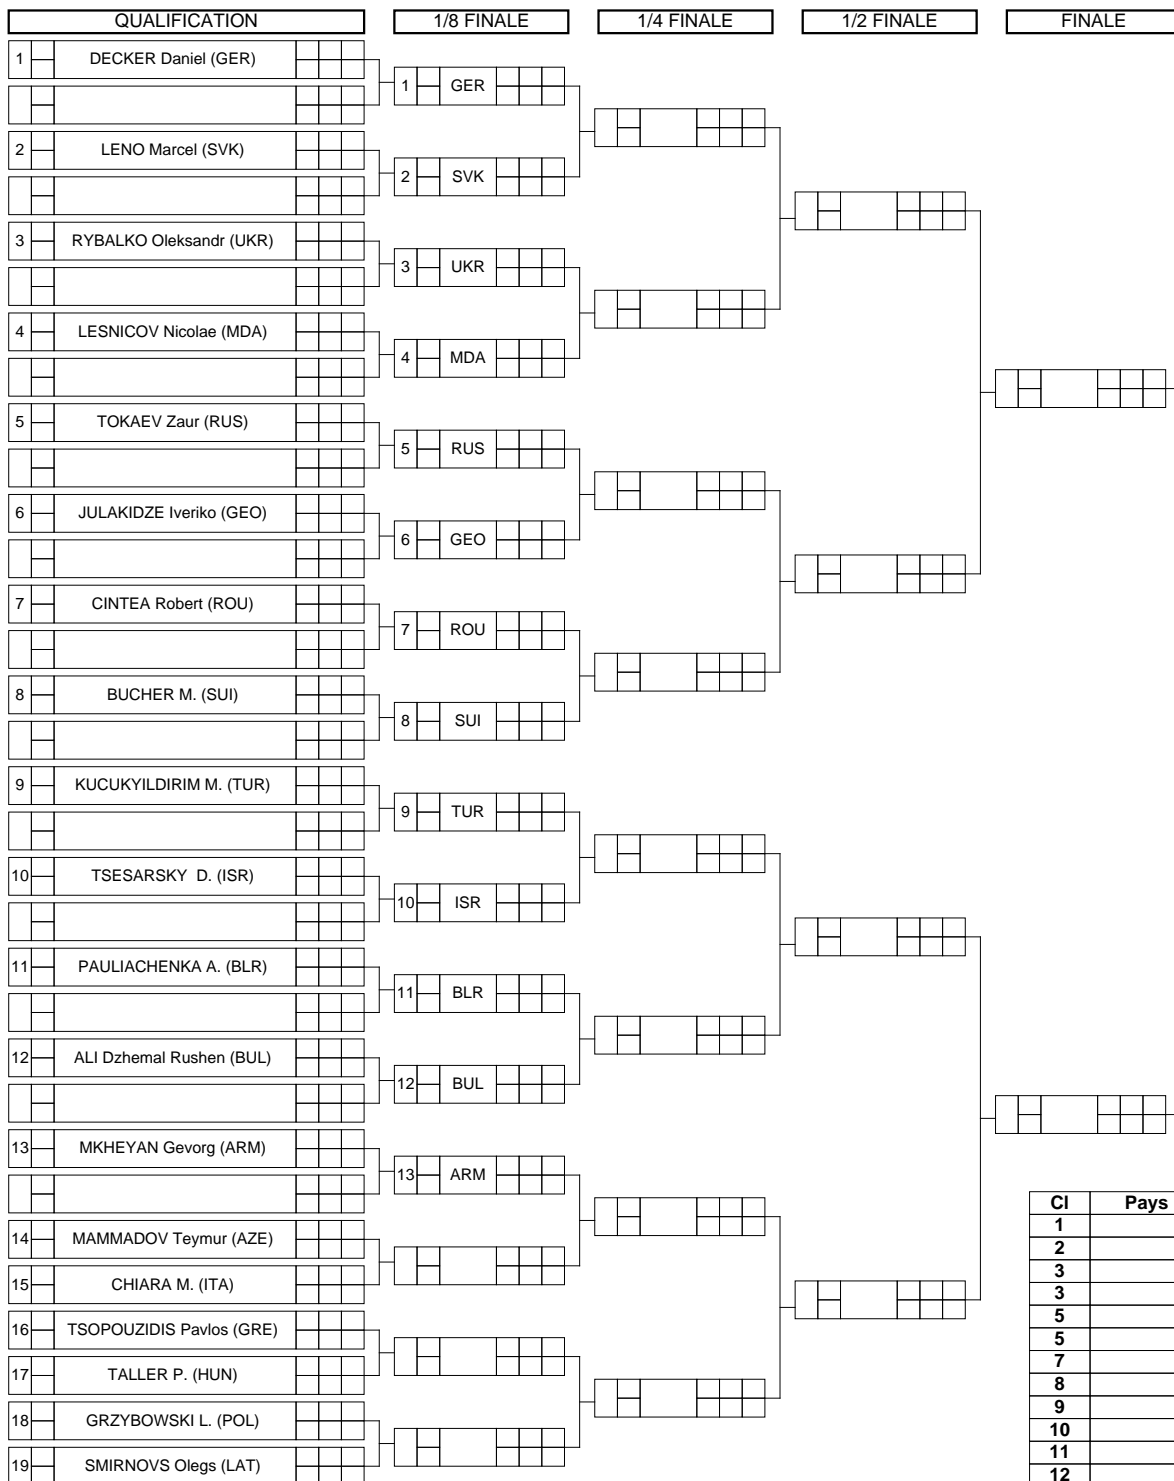 QUALIFICATION 1/8 FINALE 1/4 FINALE 1/2 FINALE FINALE
1 DECKER Daniel (GER)
1 GER
2 LENO Marcel (SVK)
2 SVK
3 RYBALKO Oleksandr (UKR)
3 UKR
4 LESNICOV Nicolae (MDA)
4 MDA
5 TOKAEV Zaur (RUS)
5 RUS
6 JULAKIDZE Iveriko (GEO)
6 GEO
7 CINTEA Robert (ROU)
7 ROU
8 BUCHER M. (SUI)
8 SUI
9 KUCUKYILDIRIM M. (TUR)
9 TUR
10 TSESARSKY D. (ISR)
10 ISR
11 PAULIACHENKA A. (BLR)
11 BLR
12 ALI Dzhemal Rushen (BUL)
12 BUL
13 MKHEYAN Gevorg (ARM)
13 ARM
14 MAMMADOV Teymur (AZE)
15 CHIARA M. (ITA)
16 TSOPOUZIDIS Pavlos (GRE)
17 TALLER P. (HUN)
18 GRZYBOWSKI L. (POL)
19 SMIRNOVS Olegs (LAT)
Cl Pays
1
2
3
3
5
5
7
8
9
10
11
12